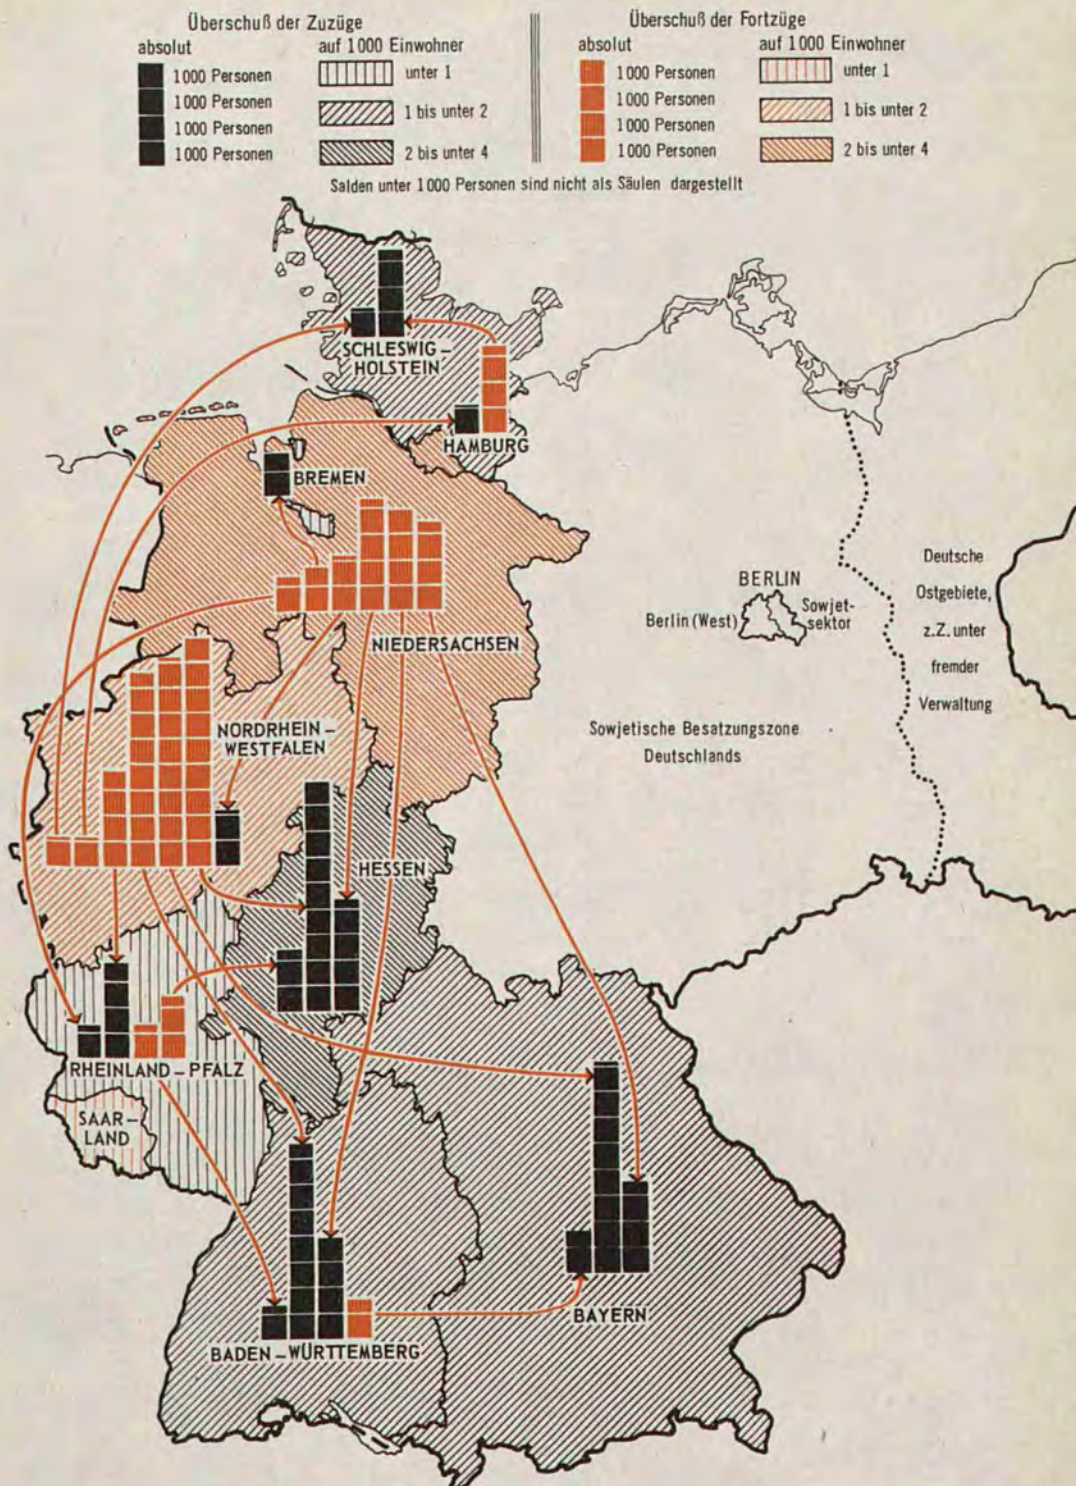 Überschuß der Zuzüge
absolut
auf 1000 Einwohner
1000 Personen
unter 1
1000 Personen
1 bis unter 2
1000 Personen
1000 Personen
2 bis unter 4
Überschuß der Fortzüge
absolut
auf 1000 Einwohner
1000 Personen
unter 1
1000 Personen
1 bis unter 2
1000 Personen
1000 Personen
2 bis unter 4
Salden unter 1000 Personen sind nicht als Säulen dargestellt
SCHLESWIG –
HOLSTEIN
HAMBURG
BREMEN
NIEDERSACHSEN
BERLIN
Berlin (West)
Sowjet-
sektor
Deutsche
Ostgebiete,
z.Z. unter
fremder
Verwaltung
NORDRHEIN –
WESTFALEN
Sowjetische Besatzungszone
Deutschlands
HESSEN
RHEINLAND – PFALZ
SAAR –
LAND
BAYERN
BADEN – WÜRTTEMBERG